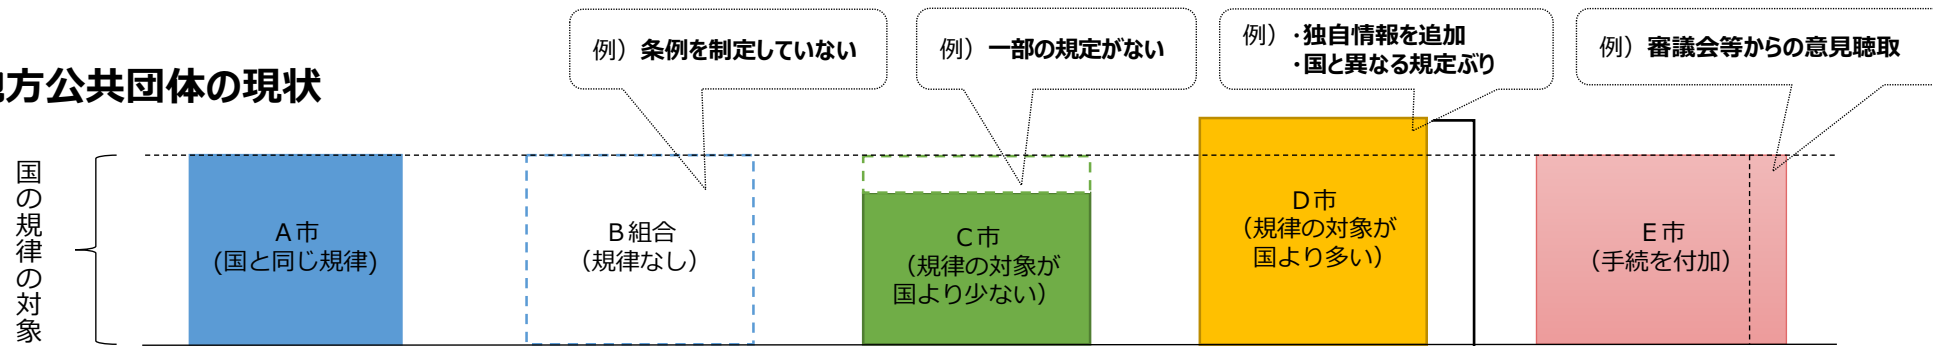 例）条例を制定していない
例）一部の規定がない
例）・独自情報を追加
・国と異なる規定ぶり
例）審議会等からの意見聴取
方公共団体の現状
国の規律の対象
A市
(国と同じ規律)
B組合
（規律なし）
C市
（規律の対象が
国より少ない）
D市
（規律の対象が
国より多い）
E市
（手続を付加）